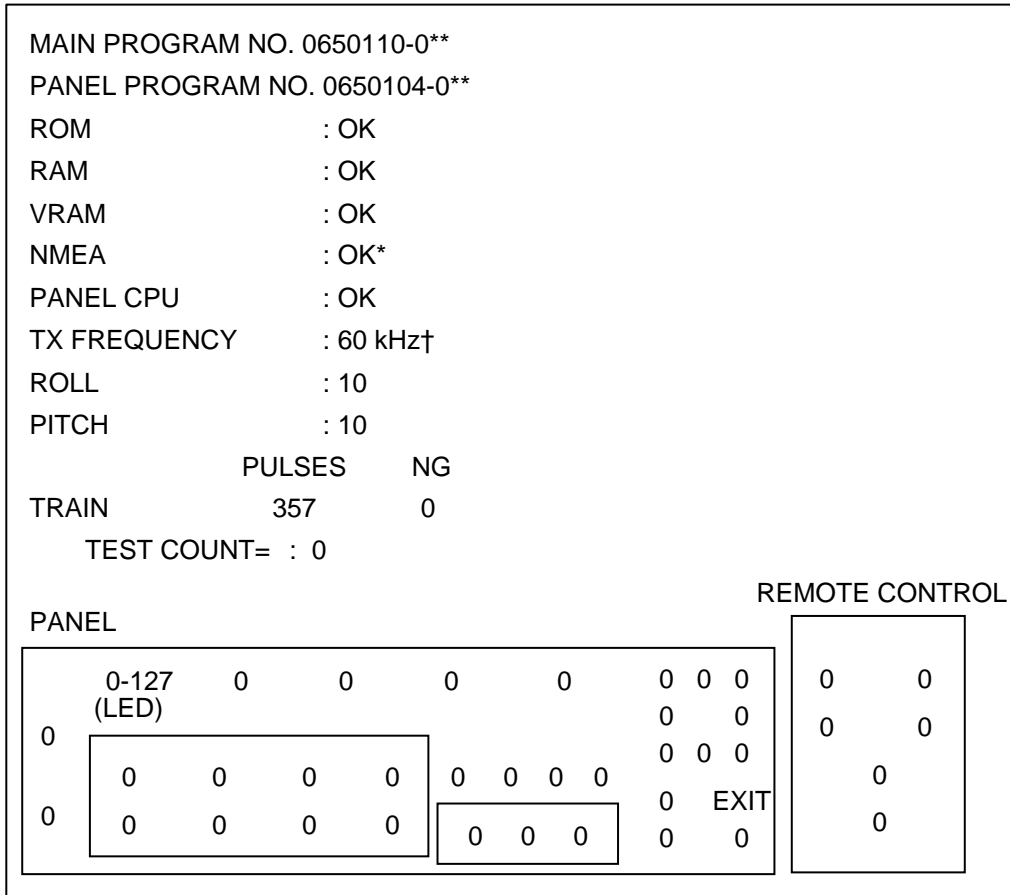 MAIN PROGRAM NO. 0650110-0**
PANEL PROGRAM NO. 0650104-0**
ROM : OK
RAM : OK
VRAM : OK
NMEA : OK*
PANEL CPU : OK
TX FREQUENCY : 60 kHz†
ROLL : 10
PITCH : 10
PULSES NG
TRAIN 357 0
TEST COUNT= : 0
REMOTE CONTROL
PANEL
0-127 0 0 0 0 0 0 0 0 0
(LED)
0 0
0 0 0
0 0 0
0 0 0 0 0 0 0 0 0
0 EXIT
0 0 0 0 0 0
0 0 0 0 0
0 0